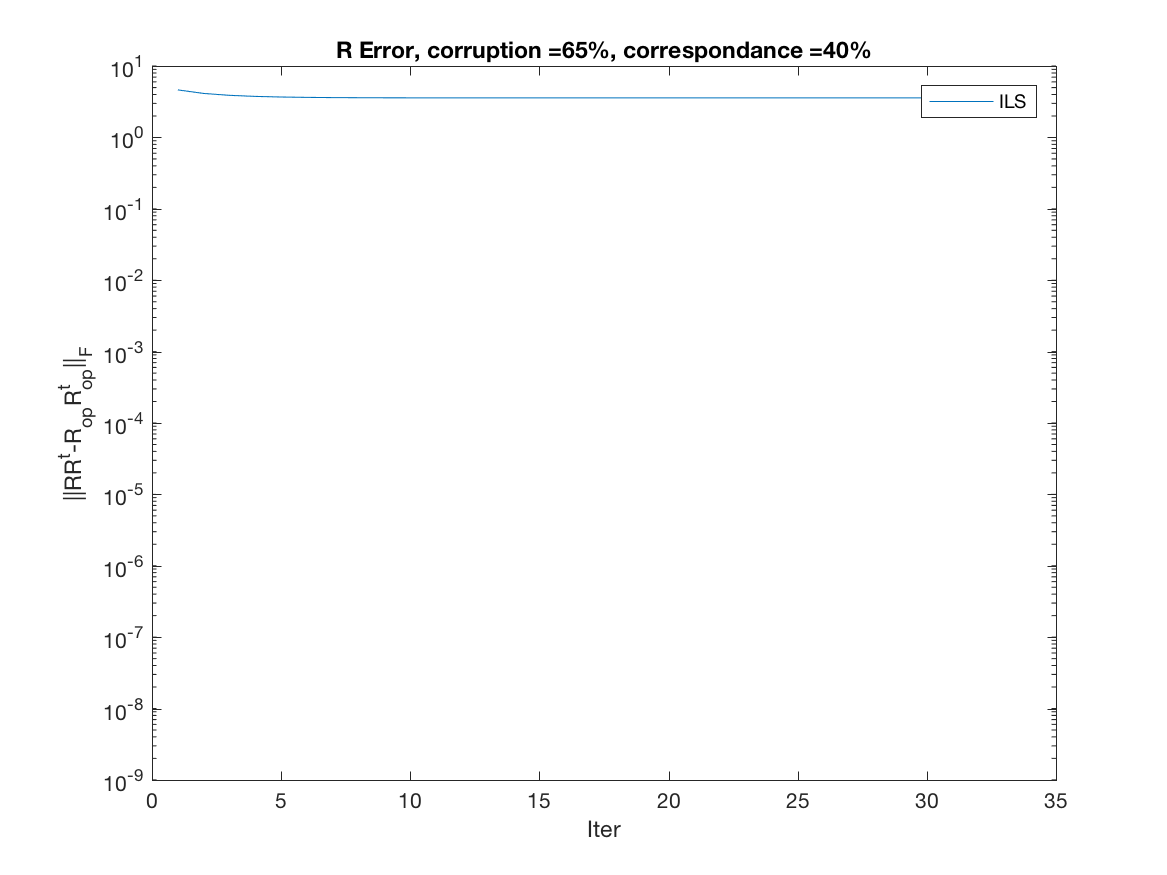 R Error, corruption =65%, correspondance =40%
ILS
10^1
10^0
10^-1
10^-2
10^-3
10^-4
10^-5
10^-6
10^-7
10^-8
10^-9
||RR^t-R_op R^t_op||_F
0 5 10 15 20 25 30 35
Iter